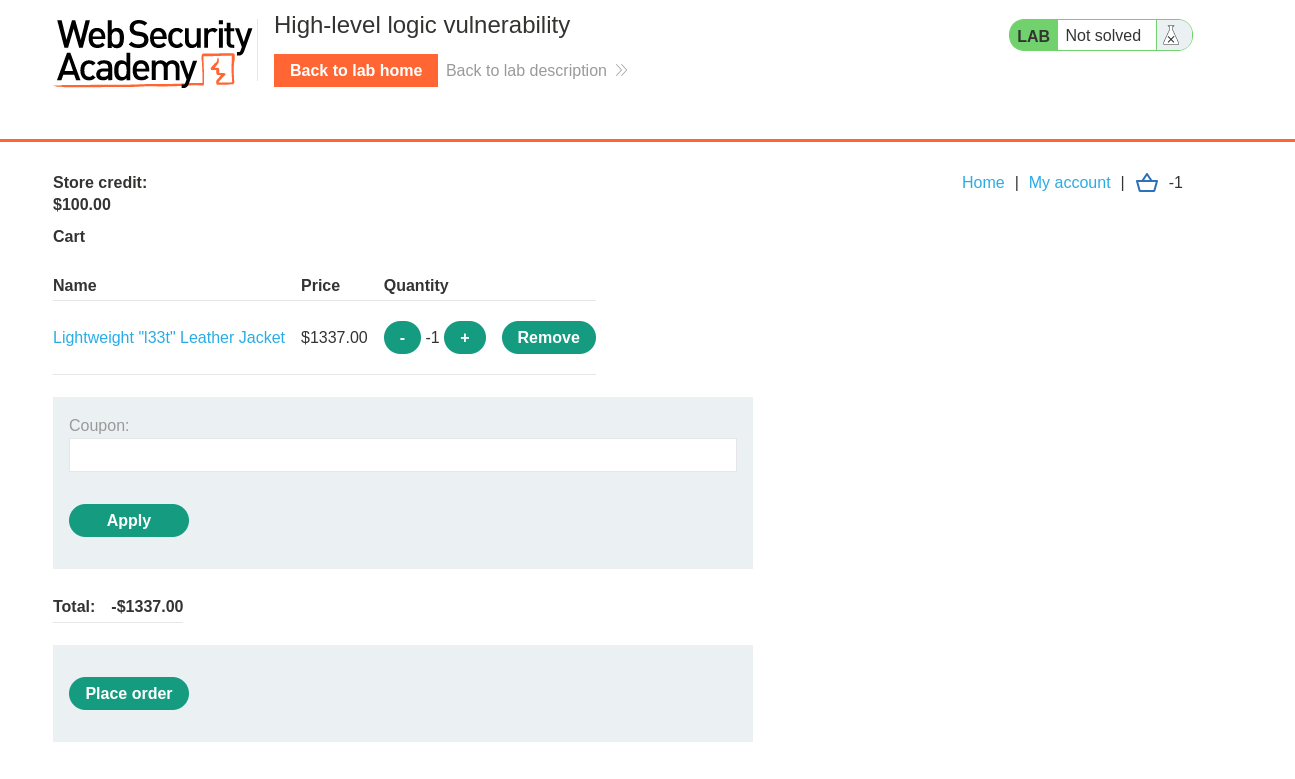 Web Security
Academy
High-level logic vulnerability
Back to lab home
Back to lab description
LAB
Not solved
Store credit:
$100.00
Home | My account | -1
Cart
Name Price Quantity
Lightweight "l33t" Leather Jacket $1337.00 - -1 + Remove
Coupon:
Apply
Total: -$1337.00
Place order